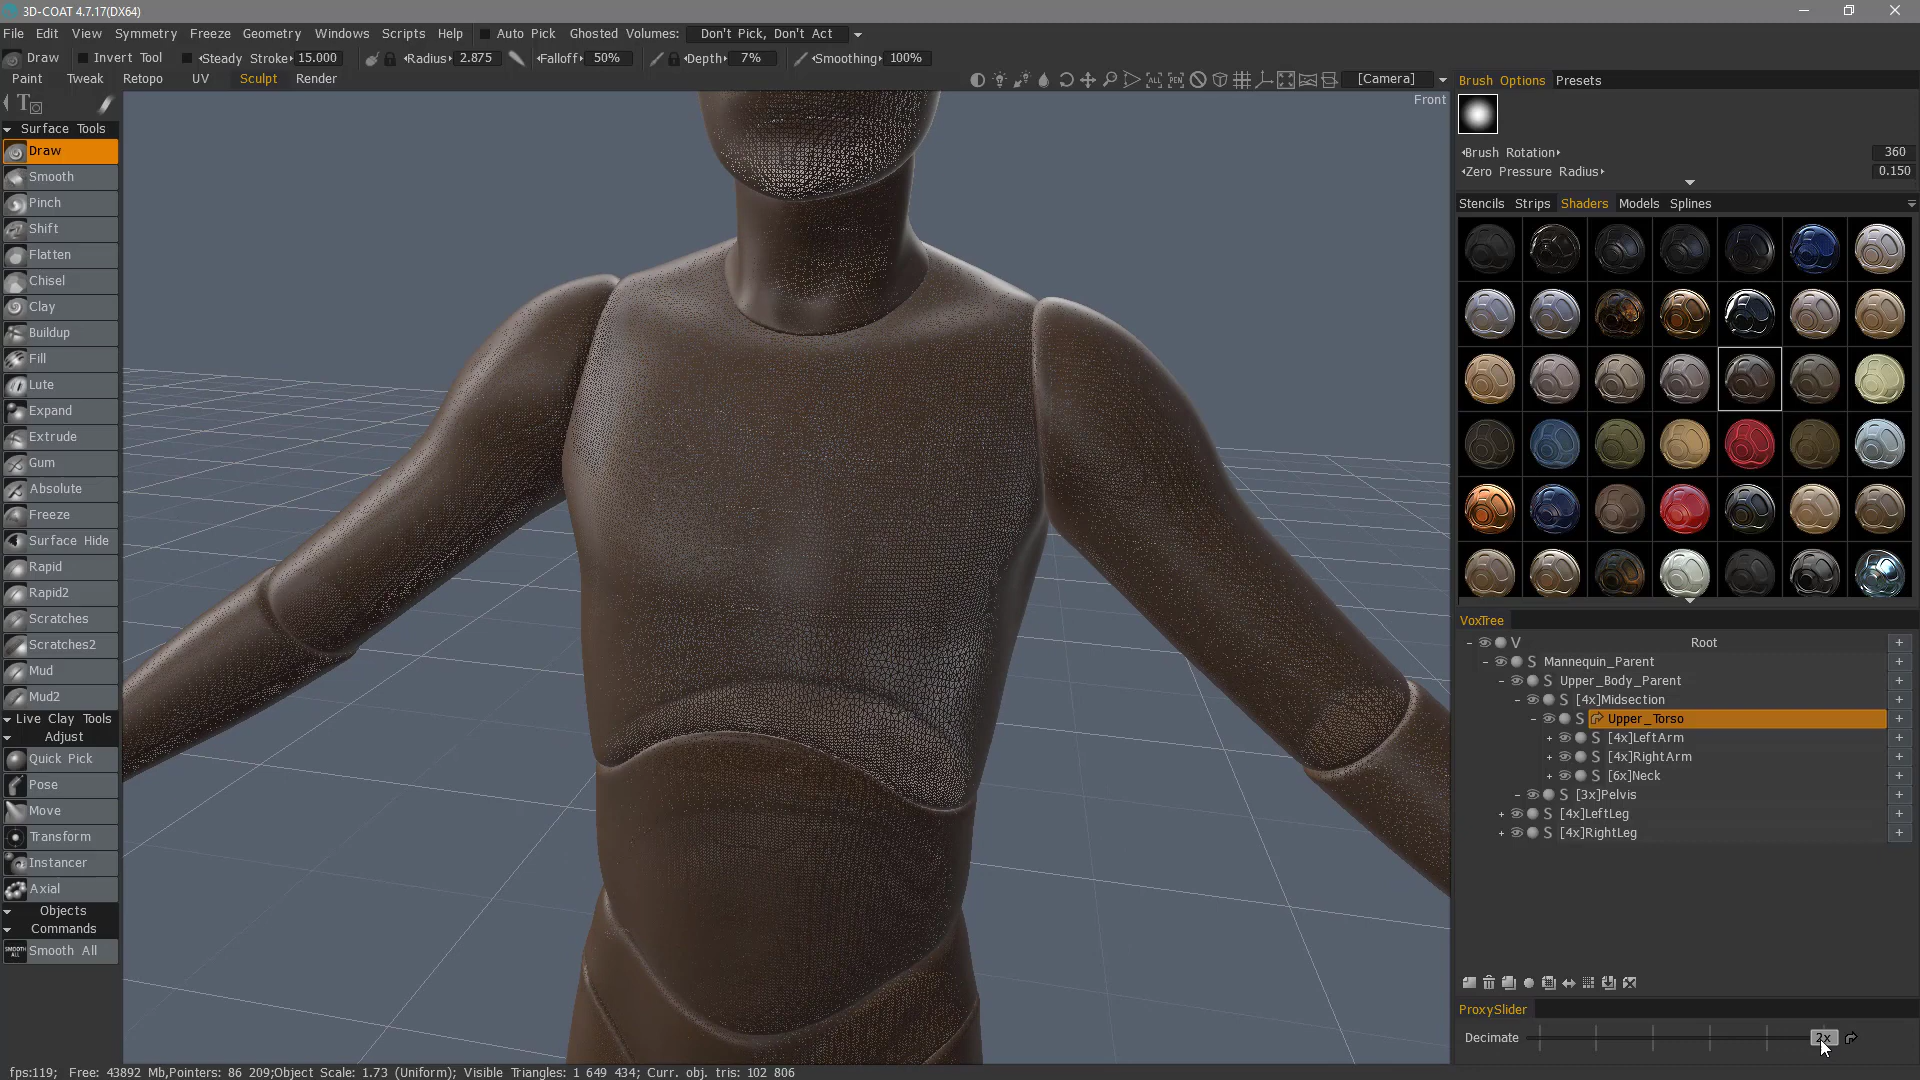 3D-COAT 4.7.17(DX64)
File Edit View Symmetry Freeze Geometry Windows Scripts Help Auto Pick Ghosted Volumes: Don't Pick, Don't Act
Draw Invert Tool Steady Stroke 15.000 Radius 2.875 Falloff 50% Depth 7% Smoothing 100%
Paint Tweak Retopo UV Sculpt Render [Camera]
Front
Surface Tools
Draw
Smooth
Pinch
Shift
Flatten
Chisel
Clay
Buildup
Fill
Lute
Expand
Extrude
Gum
Absolute
Freeze
Surface Hide
Rapid
Rapid2
Scratches
Scratches2
Mud
Mud2
Live Clay Tools
Adjust
Quick Pick
Pose
Move
Transform
Instancer
Axial
Objects
Commands
SMOOTH ALL Smooth All
Brush Options Presets
Brush Rotation 360
Zero Pressure Radius 0.150
Stencils Strips Shaders Models Splines
VoxTree
V Root +
S Mannequin_Parent +
S Upper_Body_Parent +
S [4x]Midsection +
S Upper_Torso +
S [4x]LeftArm +
S [4x]RightArm +
S [6x]Neck +
S [3x]Pelvis +
S [4x]LeftLeg +
S [4x]RightLeg +
ProxySlider
Decimate 2x
fps:119; Free: 43892 Mb,Pointers: 86 209;Object Scale: 1.73 (Uniform); Visible Triangles: 1 649 434; Curr. obj. tris: 102 806